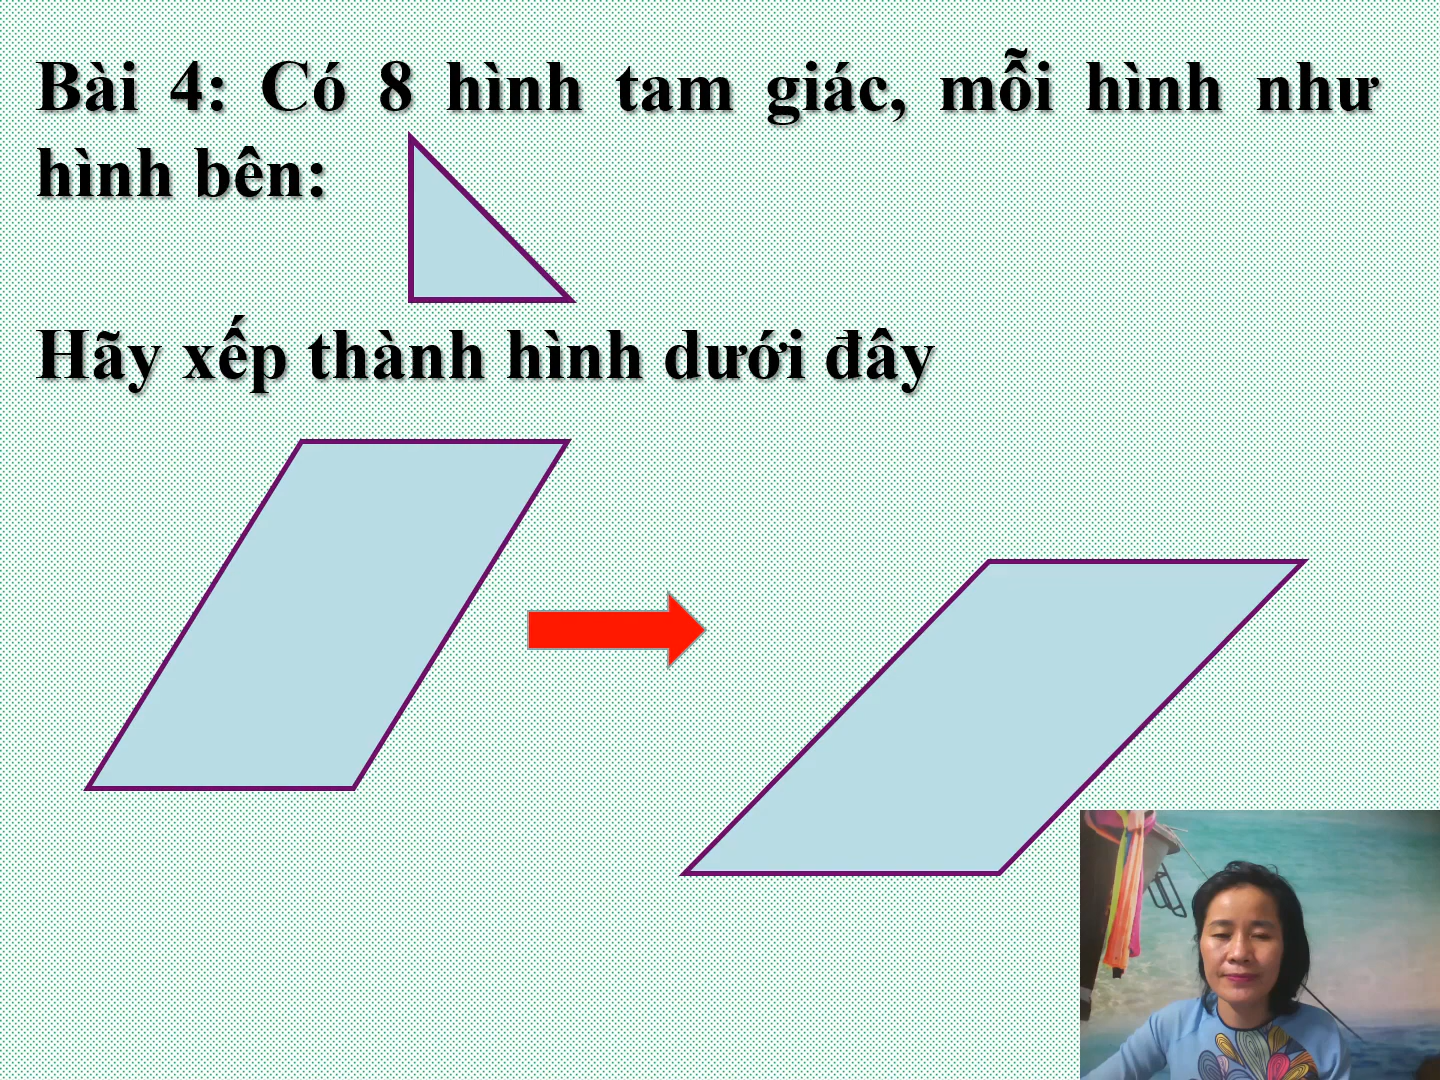 Bài 4: Có 8 hình tam giác, mỗi hình như
hình bên:
Hãy xếp thành hình dưới đây